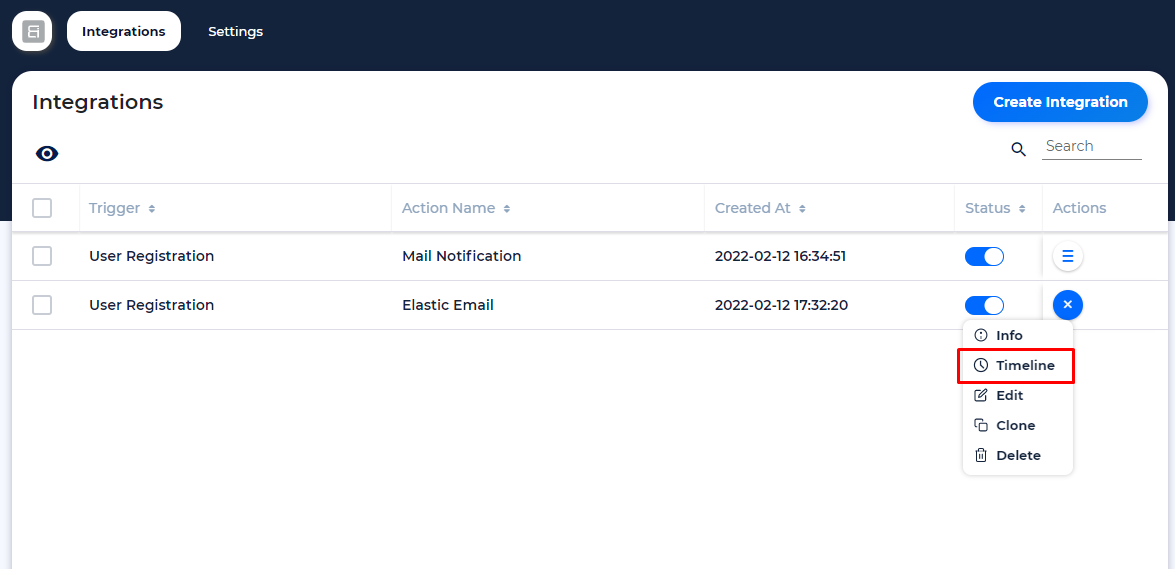 Integrations Settings
Integrations
Create Integration
Search
Trigger Action Name Created At Status Actions
User Registration Mail Notification 2022-02-12 16:34:51
User Registration Elastic Email 2022-02-12 17:32:20
Info
Timeline
Edit
Clone
Delete